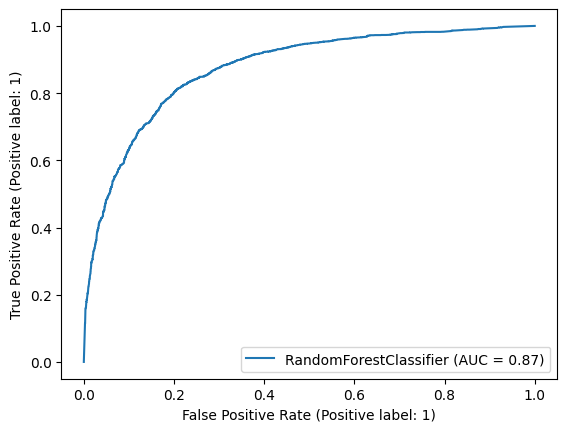 True Positive Rate (Positive label: 1)
1.0
0.8
0.6
0.4
0.2
0.0
RandomForestClassifier (AUC = 0.87)
0.0 0.2 0.4 0.6 0.8 1.0
False Positive Rate (Positive label: 1)